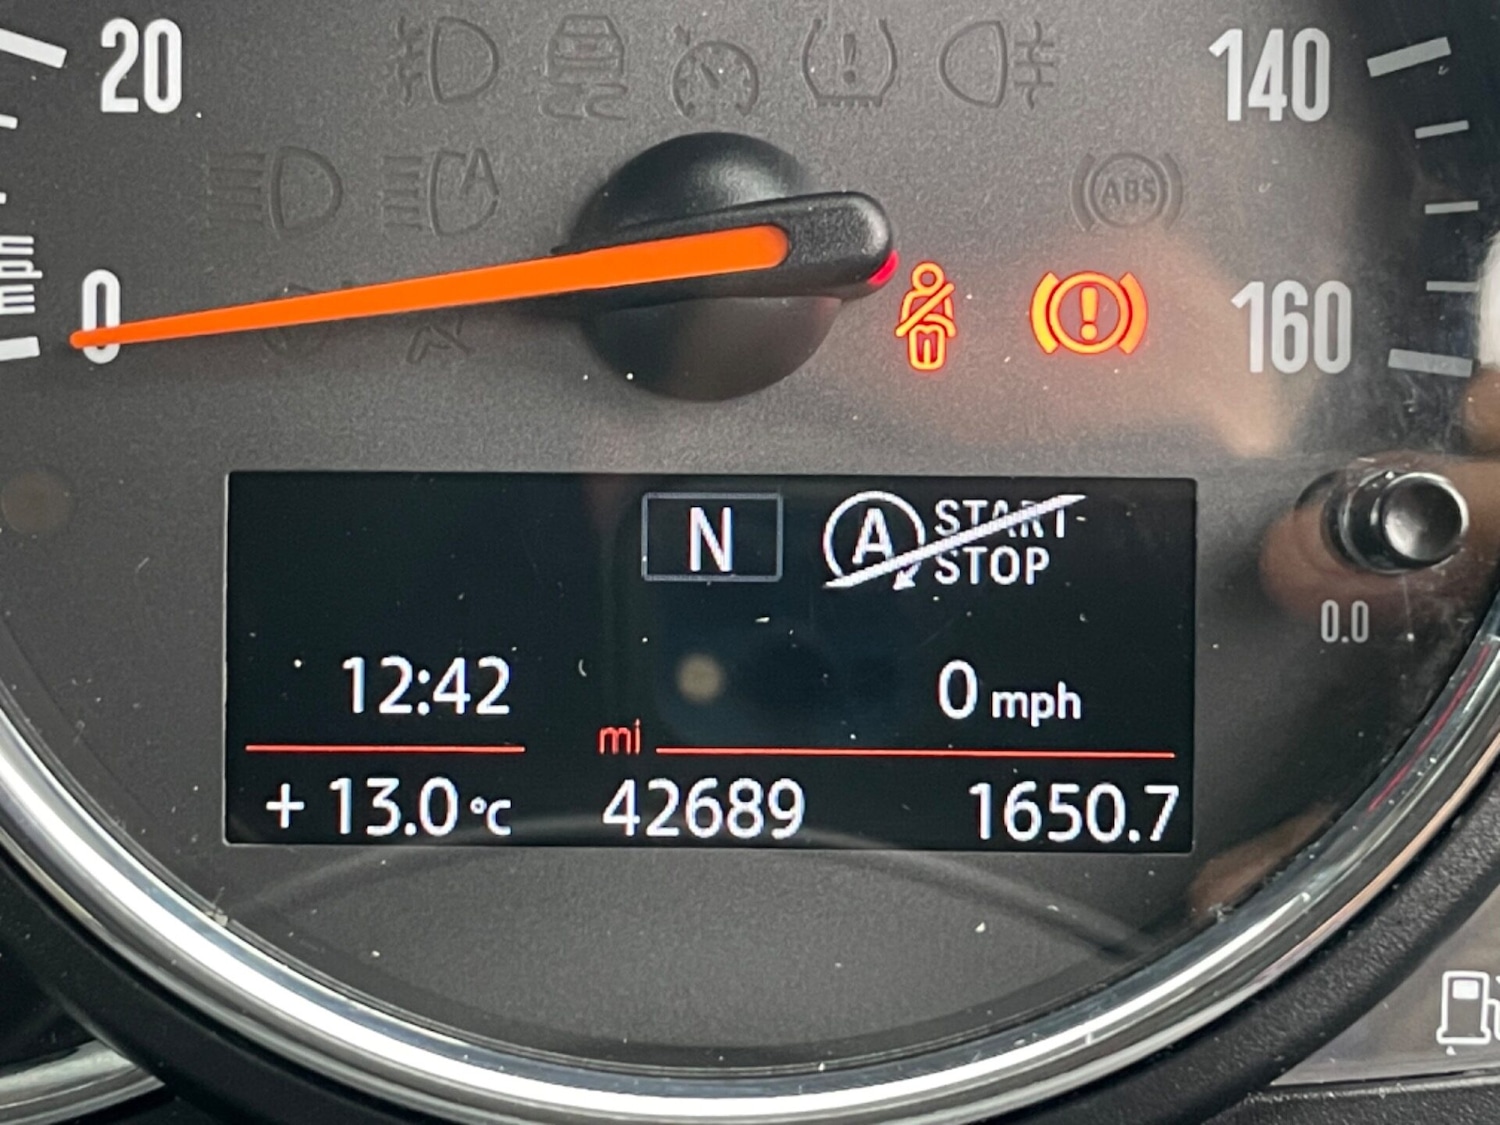 20
140
mph
A
ABS
0
160
N
A START
STOP
0.0
12:42
0 mph
mi
+ 13.0 °C
42689
1650.7